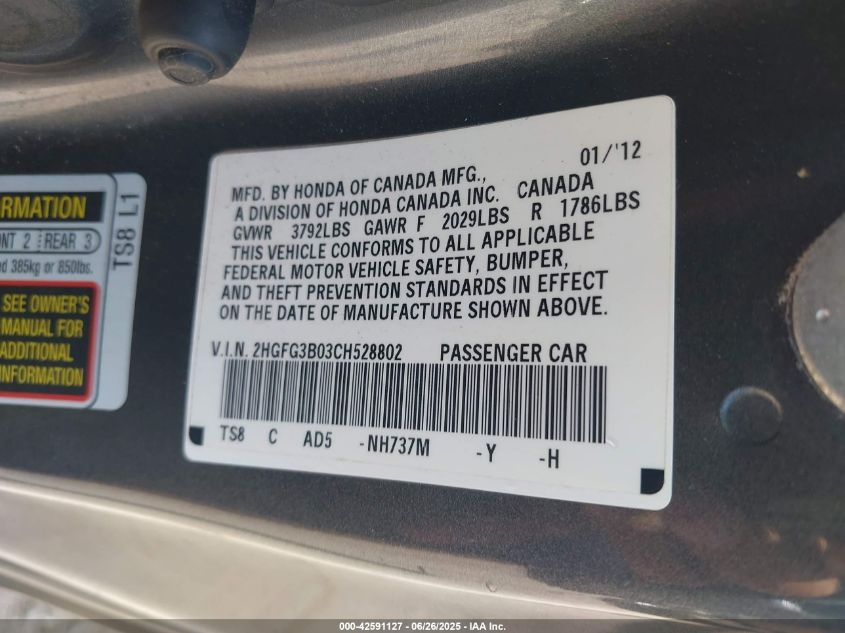 RMATION
NT 2 REAR 3
d 385kg or 850lbs.
SEE OWNER'S
MANUAL FOR
ADDITIONAL
INFORMATION
TS8 L1
01/'12
MFD. BY HONDA OF CANADA MFG.,
A DIVISION OF HONDA CANADA INC. CANADA
GVWR 3792LBS GAWR F 2029LBS R 1786LBS
THIS VEHICLE CONFORMS TO ALL APPLICABLE
FEDERAL MOTOR VEHICLE SAFETY, BUMPER,
AND THEFT PREVENTION STANDARDS IN EFFECT
ON THE DATE OF MANUFACTURE SHOWN ABOVE.
V.I.N. 2HGFG3B03CH528802 PASSENGER CAR
TS8 C AD5 -NH737M -Y -H
000-42591127 - 06/26/2025 - IAA Inc.